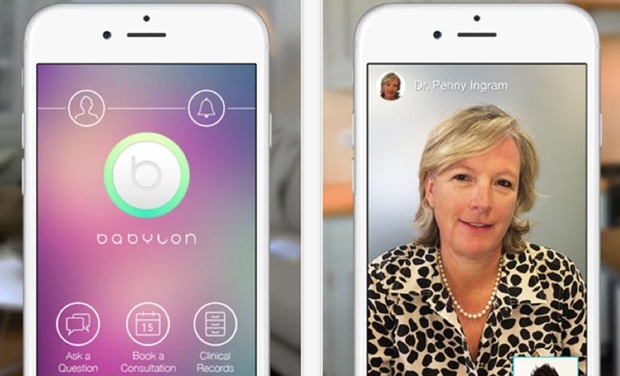 Dr. Penny Ingram
b
babylon
15
Ask a
Question
Book a
Consultation
Clinical
Records